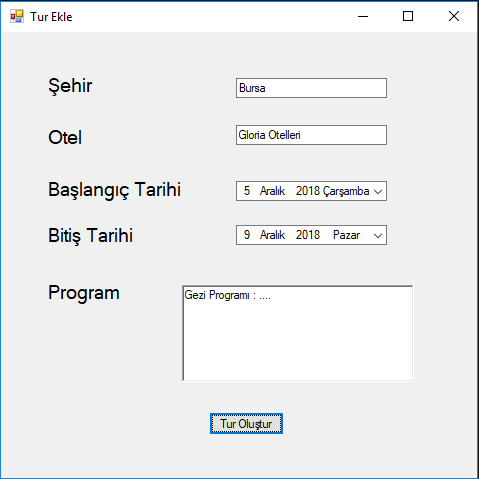 Tur Ekle
Şehir
Bursa
Otel
Gloria Otelleri
Başlangıç Tarihi
5 Aralık 2018 Çarşamba
Bitiş Tarihi
9 Aralık 2018 Pazar
Program
Gezi Programı : ....
Tur Oluştur